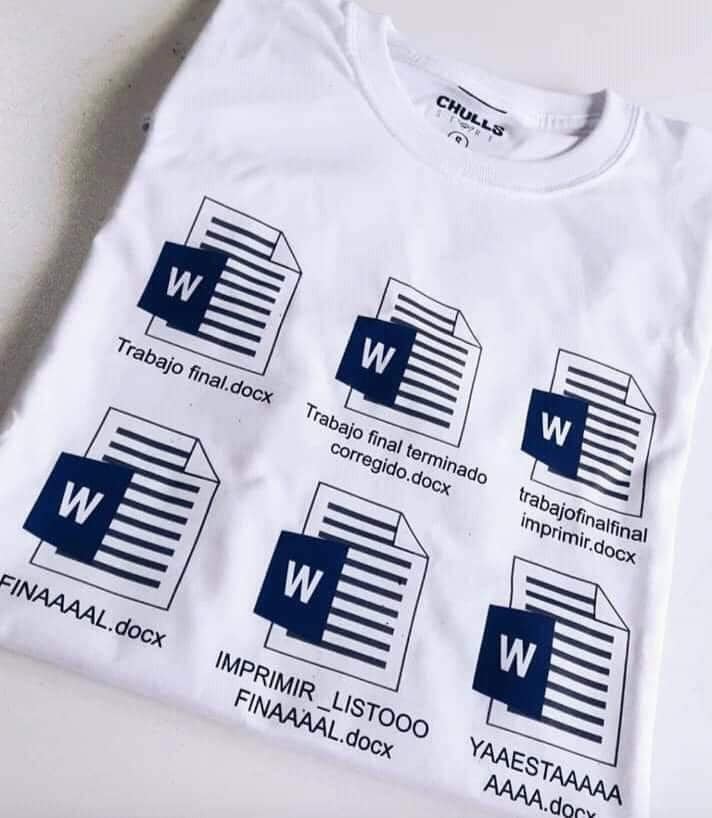 CHULLS
STORE
S
W
Trabajo final.docx
W
Trabajo final terminado
corregido.docx
W
trabajofinalfinal
imprimir.docx
W
FINAAAAL.docx
W
IMPRIMIR_LISTOOO
FINAAAAL.docx
W
YAAESTAAAAA
AAAA.docx